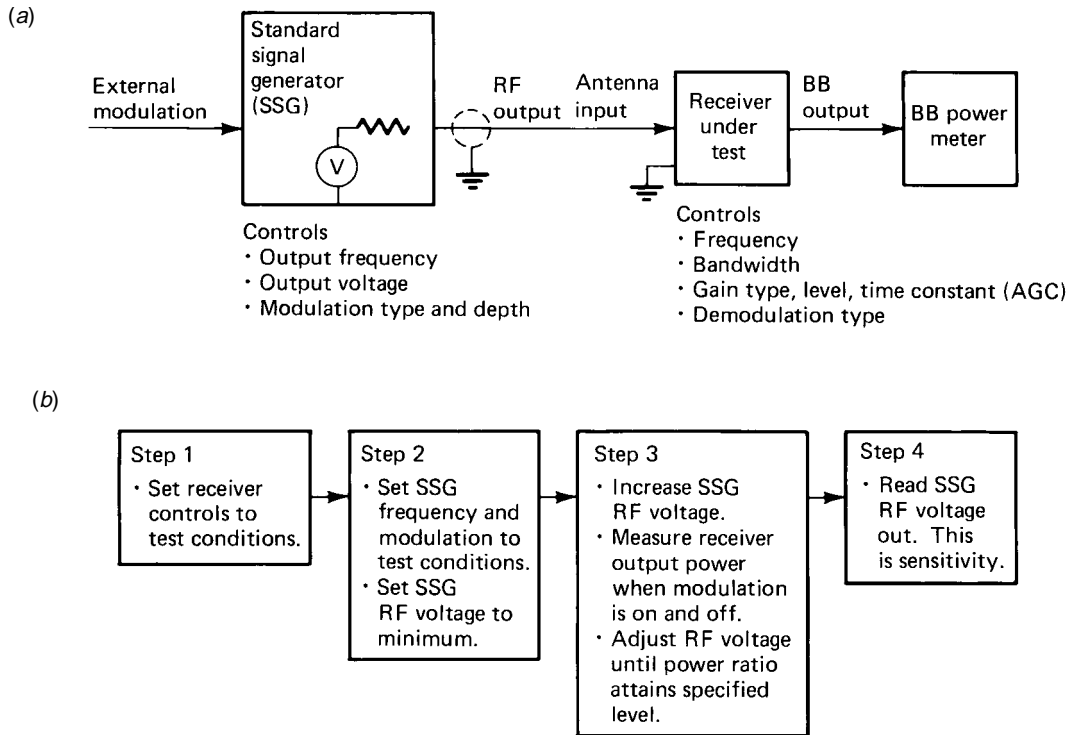 (a)
Standard
signal
generator
(SSG)
External
modulation
V
RF
output
Antenna
input
Receiver
under
test
BB
output
BB power
meter
Controls
· Output frequency
· Output voltage
· Modulation type and depth
Controls
· Frequency
· Bandwidth
· Gain type, level, time constant (AGC)
· Demodulation type
(b)
Step 1
· Set receiver
controls to
test conditions.
Step 2
· Set SSG
frequency and
modulation to
test conditions.
· Set SSG
RF voltage to
minimum.
Step 3
· Increase SSG
RF voltage.
· Measure receiver
output power
when modulation
is on and off.
· Adjust RF voltage
until power ratio
attains specified
level.
Step 4
· Read SSG
RF voltage
out. This
is sensitivity.